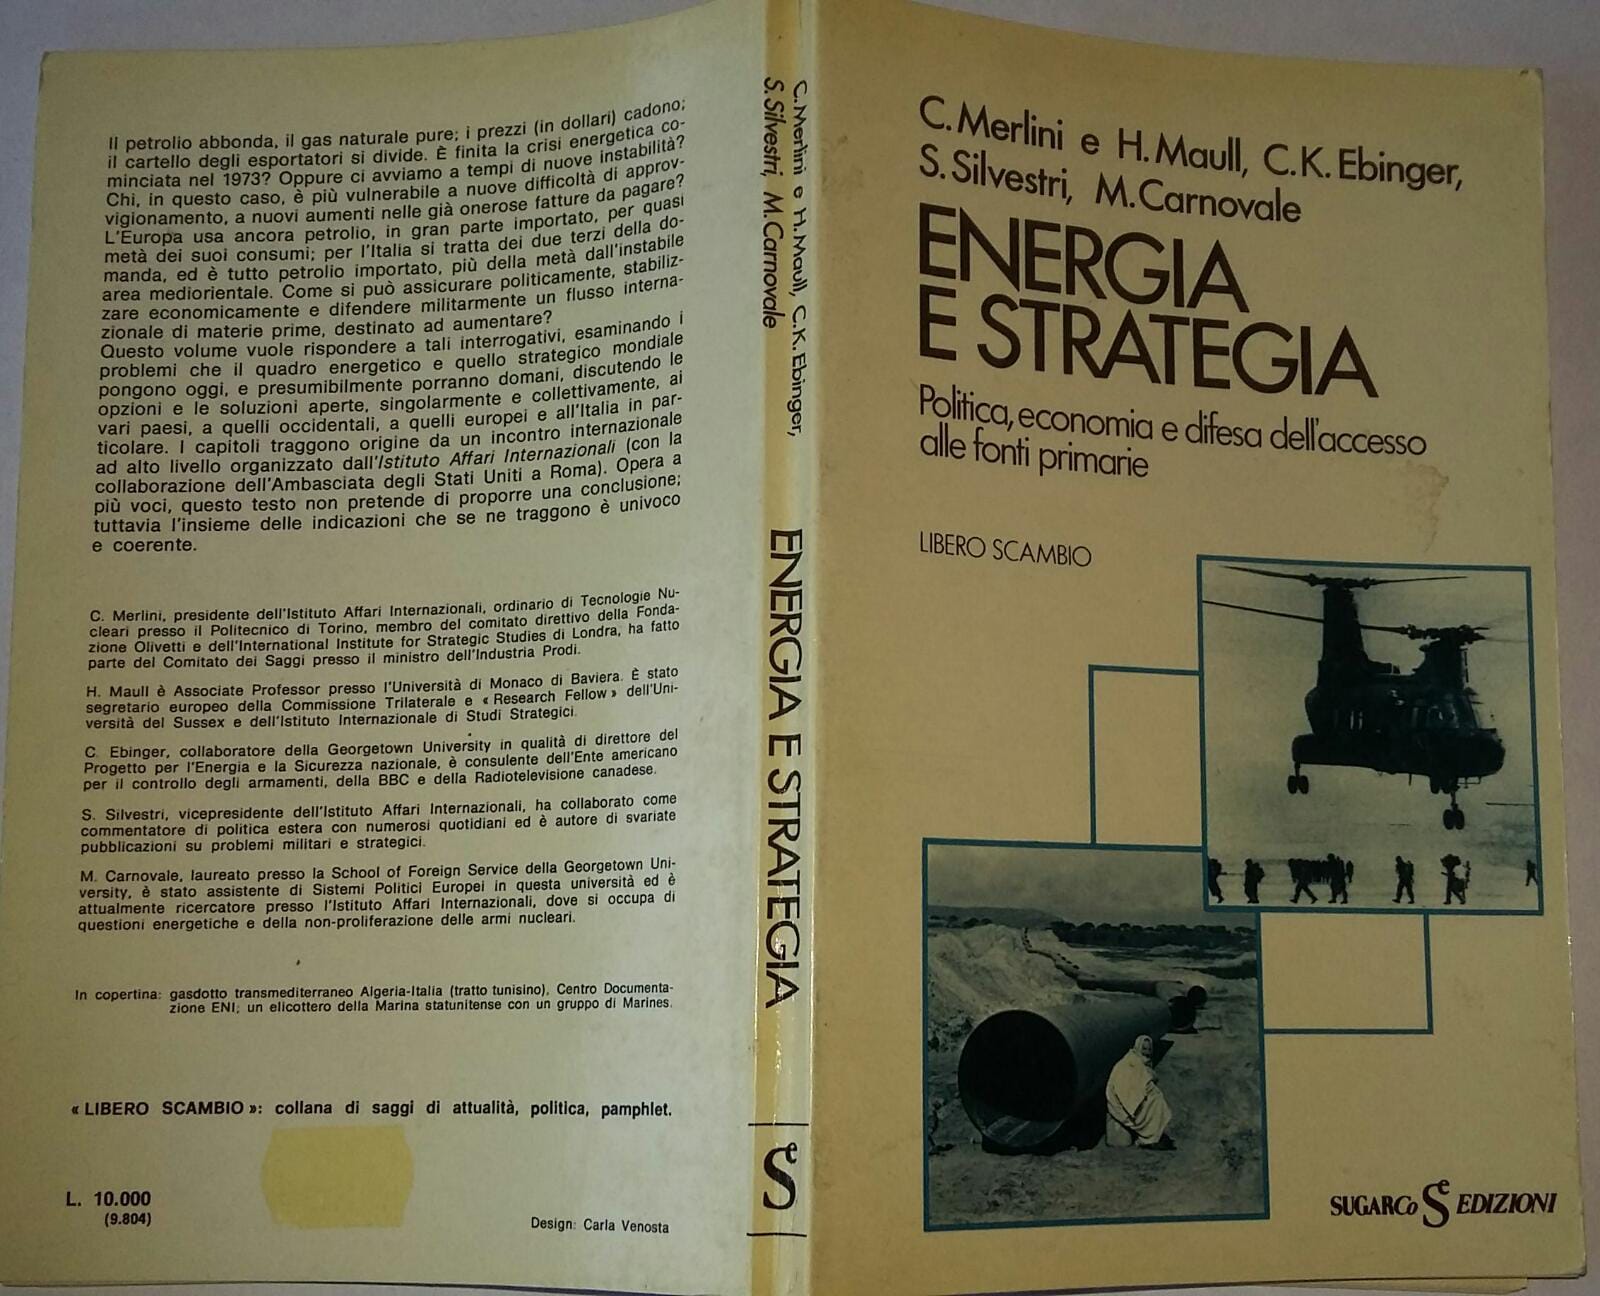 Il petrolio abbonda, il gas naturale pure; i prezzi (in dollari) cadono;
il cartello degli esportatori si divide. È finita la crisi energetica co-
minciata nel 1973? Oppure ci avviamo a tempi di nuove instabilità?
Chi, in questo caso, è più vulnerabile a nuove difficoltà di approv-
vigionamento, a nuovi aumenti nelle già onerose fatture da pagare?
L'Europa usa ancora petrolio, in gran parte importato, per quasi
metà dei suoi consumi; per l'Italia si tratta dei due terzi della do-
manda, ed è tutto petrolio importato, più della metà dall'instabile
area mediorientale. Come si può assicurare politicamente, stabiliz-
zare economicamente e difendere militarmente un flusso interna-
zionale di materie prime, destinato ad aumentare?
Questo volume vuole rispondere a tali interrogativi, esaminando i
problemi che il quadro energetico e quello strategico mondiale
pongono oggi, e presumibilmente porranno domani, discutendo le
opzioni e le soluzioni aperte, singolarmente e collettivamente, ai
vari paesi, a quelli occidentali, a quelli europei e all'Italia in par-
ticolare. I capitoli traggono origine da un incontro internazionale
ad alto livello organizzato dall'Istituto Affari Internazionali (con la
collaborazione dell'Ambasciata degli Stati Uniti a Roma). Opera a
più voci, questo testo non pretende di proporre una conclusione;
tuttavia l'insieme delle indicazioni che se ne traggono è univoco
e coerente.
C. Merlini, presidente dell'Istituto Affari Internazionali, ordinario di Tecnologie Nu-
cleari presso il Politecnico di Torino, membro del comitato direttivo della Fonda-
zione Olivetti e dell'International Institute for Strategic Studies di Londra, ha fatto
parte del Comitato dei Saggi presso il ministro dell'Industria Prodi.
H. Maull è Associate Professor presso l'Università di Monaco di Baviera. È stato
segretario europeo della Commissione Trilaterale e « Research Fellow » dell'Uni-
versità del Sussex e dell'Istituto Internazionale di Studi Strategici.
C. Ebinger, collaboratore della Georgetown University in qualità di direttore del
Progetto per l'Energia e la Sicurezza nazionale, è consulente dell'Ente americano
per il controllo degli armamenti, della BBC e della Radiotelevisione canadese.
S. Silvestri, vicepresidente dell'Istituto Affari Internazionali, ha collaborato come
commentatore di politica estera con numerosi quotidiani ed è autore di svariate
pubblicazioni su problemi militari e strategici.
M. Carnovale, laureato presso la School of Foreign Service della Georgetown Uni-
versity, è stato assistente di Sistemi Politici Europei in questa università ed è
attualmente ricercatore presso l'Istituto Affari Internazionali, dove si occupa di
questioni energetiche e della non-proliferazione delle armi nucleari.
In copertina: gasdotto transmediterraneo Algeria-Italia (tratto tunisino), Centro Documenta-
zione ENI; un elicottero della Marina statunitense con un gruppo di Marines.
« LIBERO SCAMBIO »: collana di saggi di attualità, politica, pamphlet.
L. 10.000
(9.804)
Design: Carla Venosta
C. Merlini e H. Maull, C. K. Ebinger,
S. Silvestri, M. Carnovale
ENERGIA E STRATEGIA
Se
C. Merlini e H. Maull, C. K. Ebinger,
S. Silvestri, M. Carnovale
ENERGIA
E STRATEGIA
Politica, economia e difesa dell'accesso
alle fonti primarie
LIBERO SCAMBIO
SUGARCo Se EDIZIONI